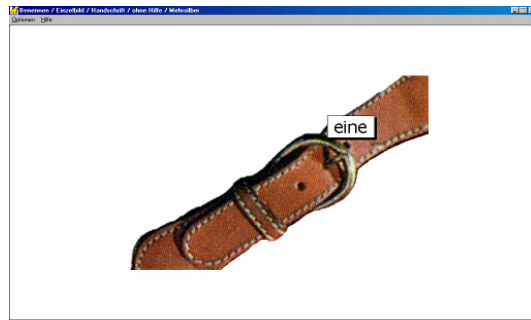 Benennen / Einzelbild / Handschrift / ohne Hilfe / Mehrsilber
Optionen Hilfe
eine